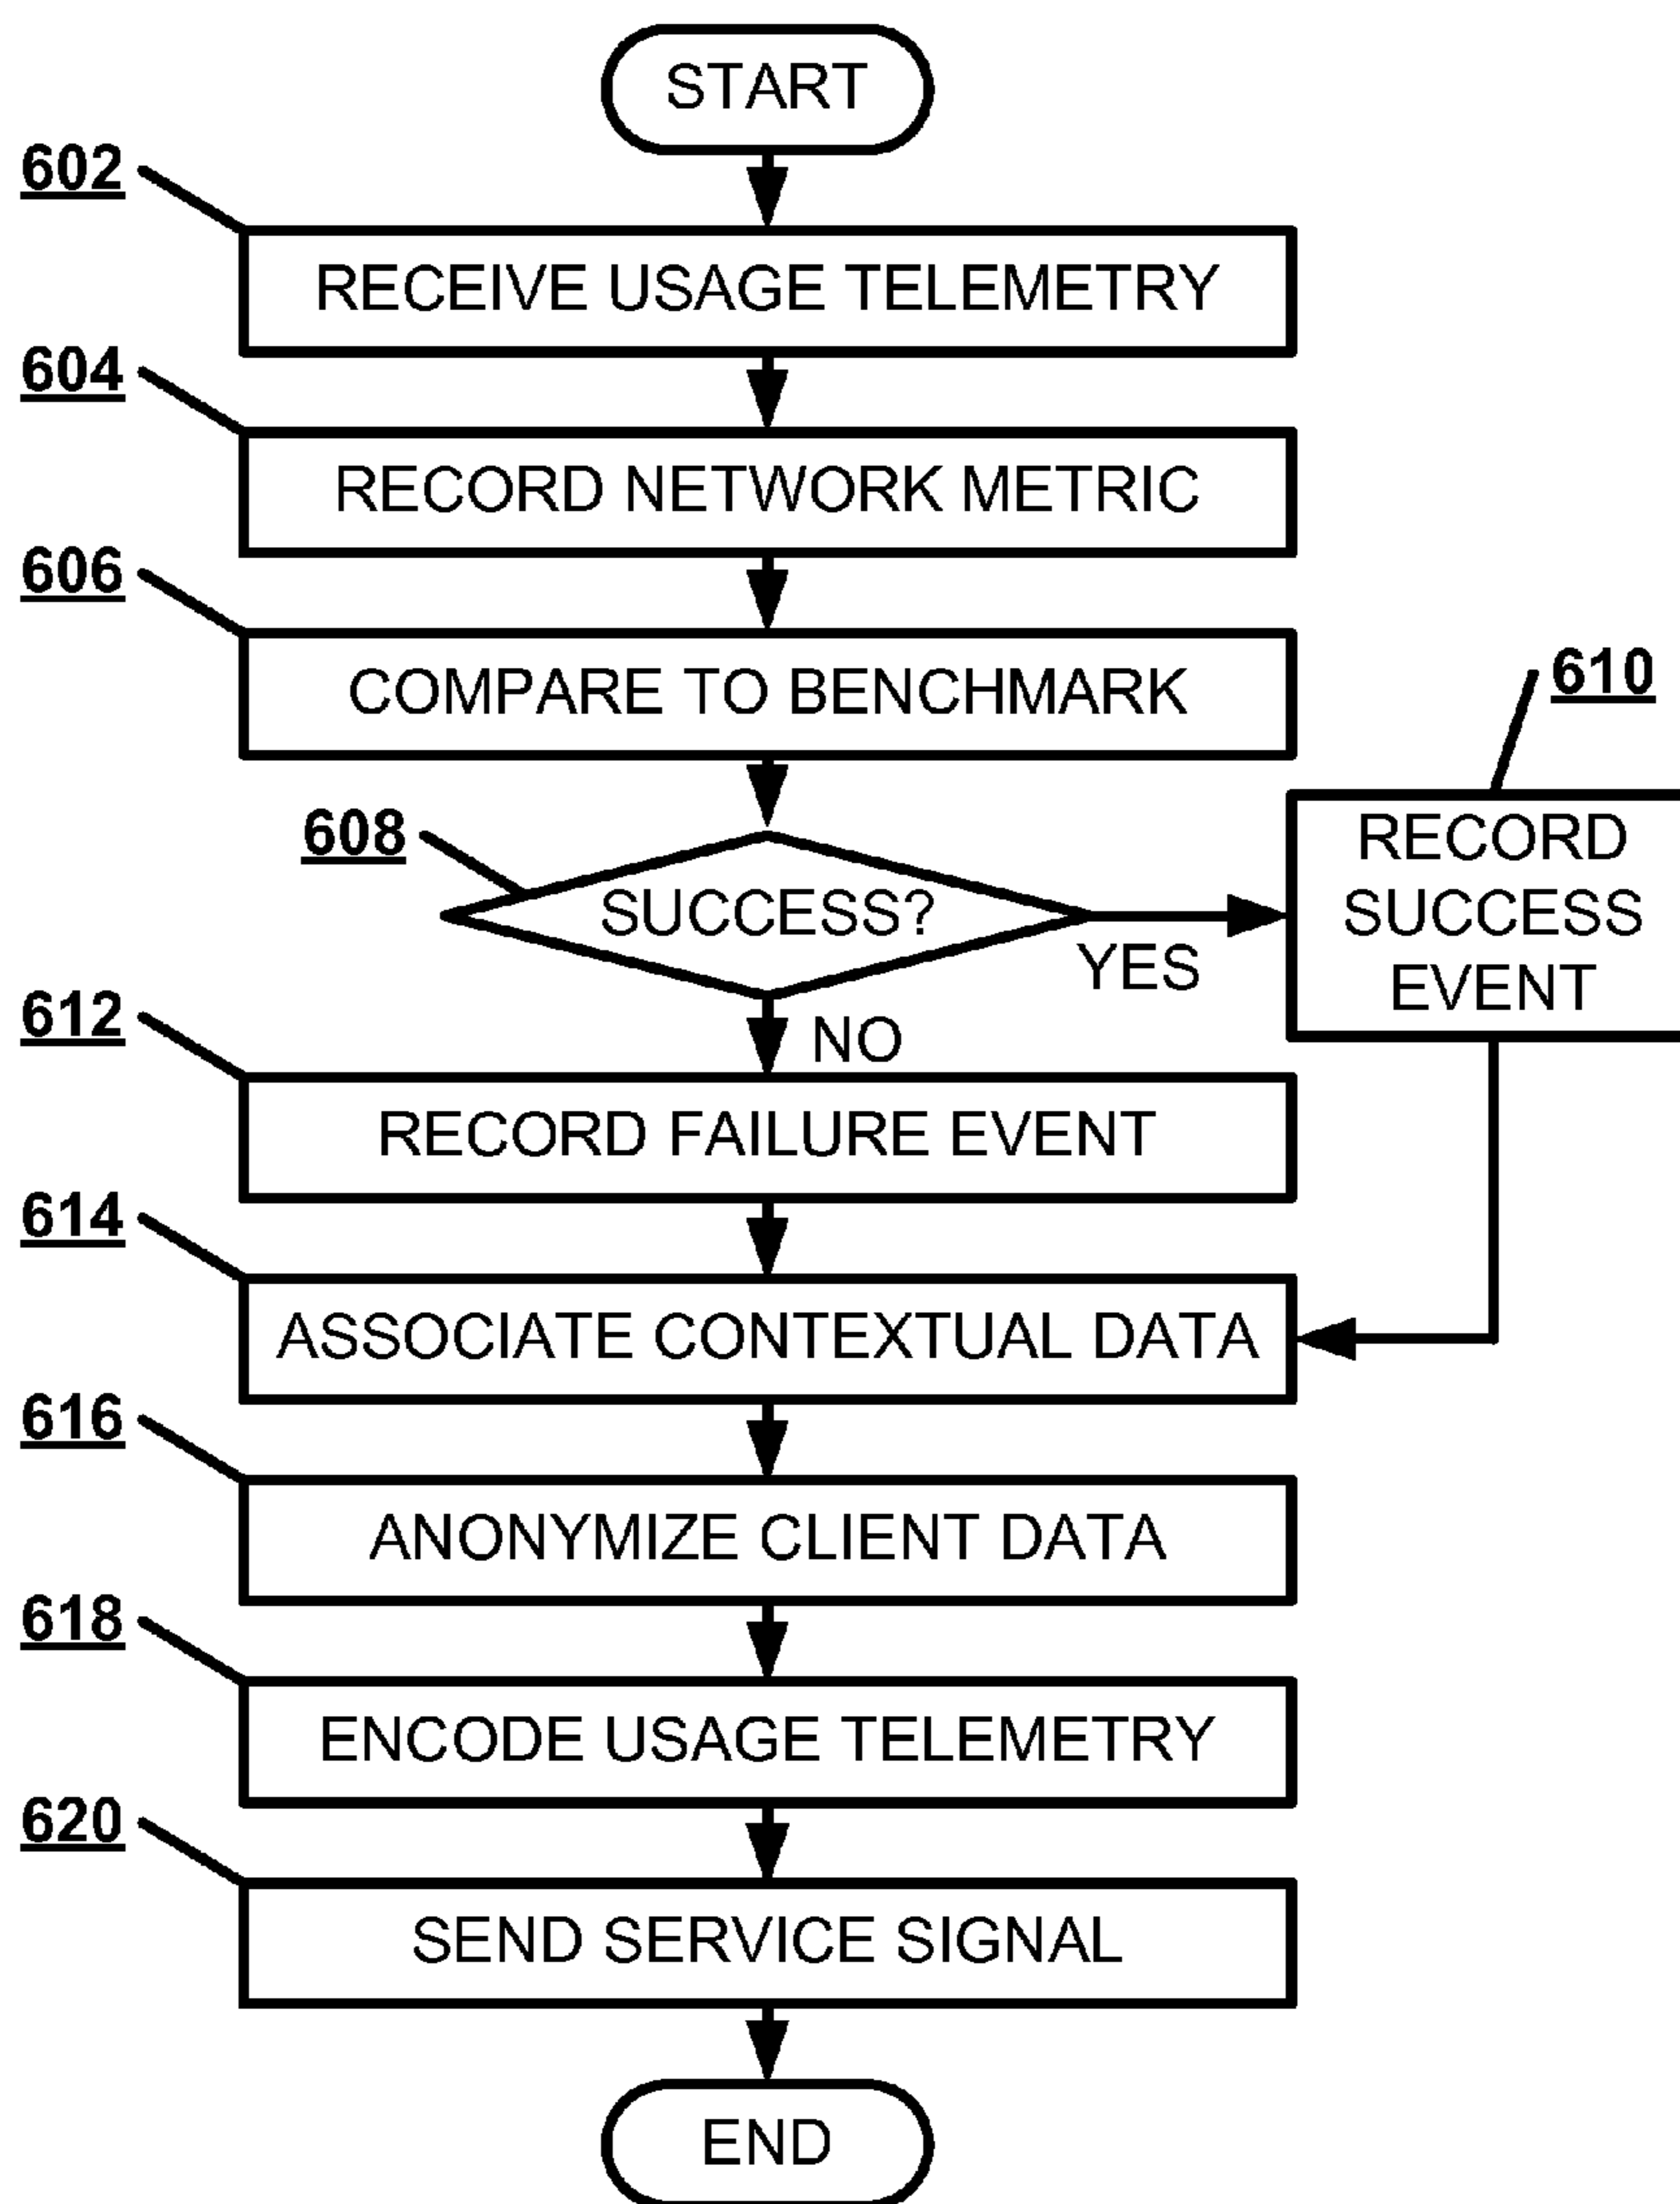 START
602
RECEIVE USAGE TELEMETRY
604
RECORD NETWORK METRIC
606
COMPARE TO BENCHMARK
608
SUCCESS?
YES
610
RECORD
SUCCESS
EVENT
NO
612
RECORD FAILURE EVENT
614
ASSOCIATE CONTEXTUAL DATA
616
ANONYMIZE CLIENT DATA
618
ENCODE USAGE TELEMETRY
620
SEND SERVICE SIGNAL
END